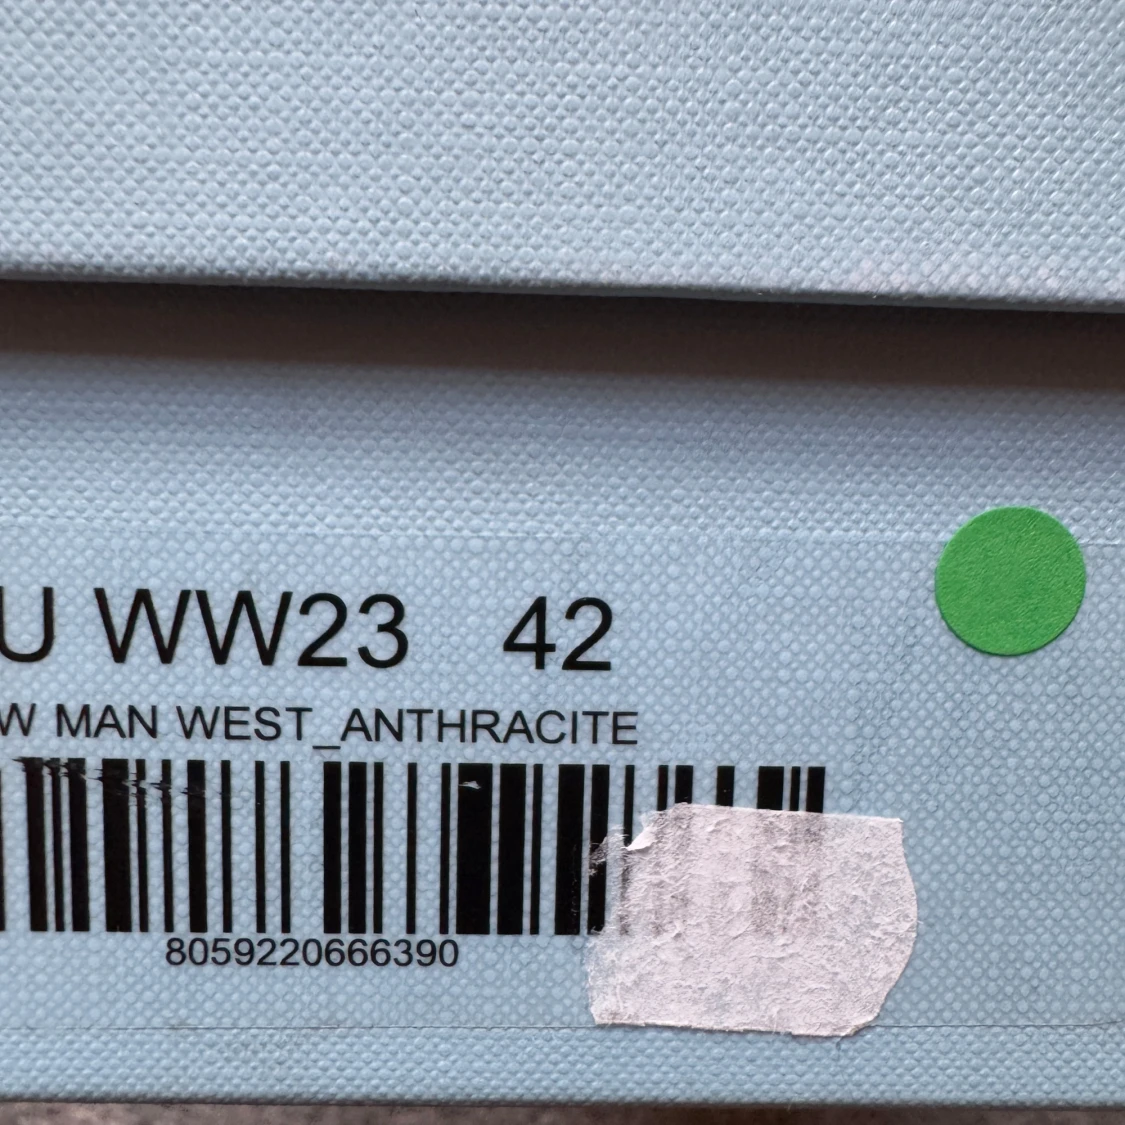 U WW23 42
W MAN WEST_ANTHRACITE
8059220666390